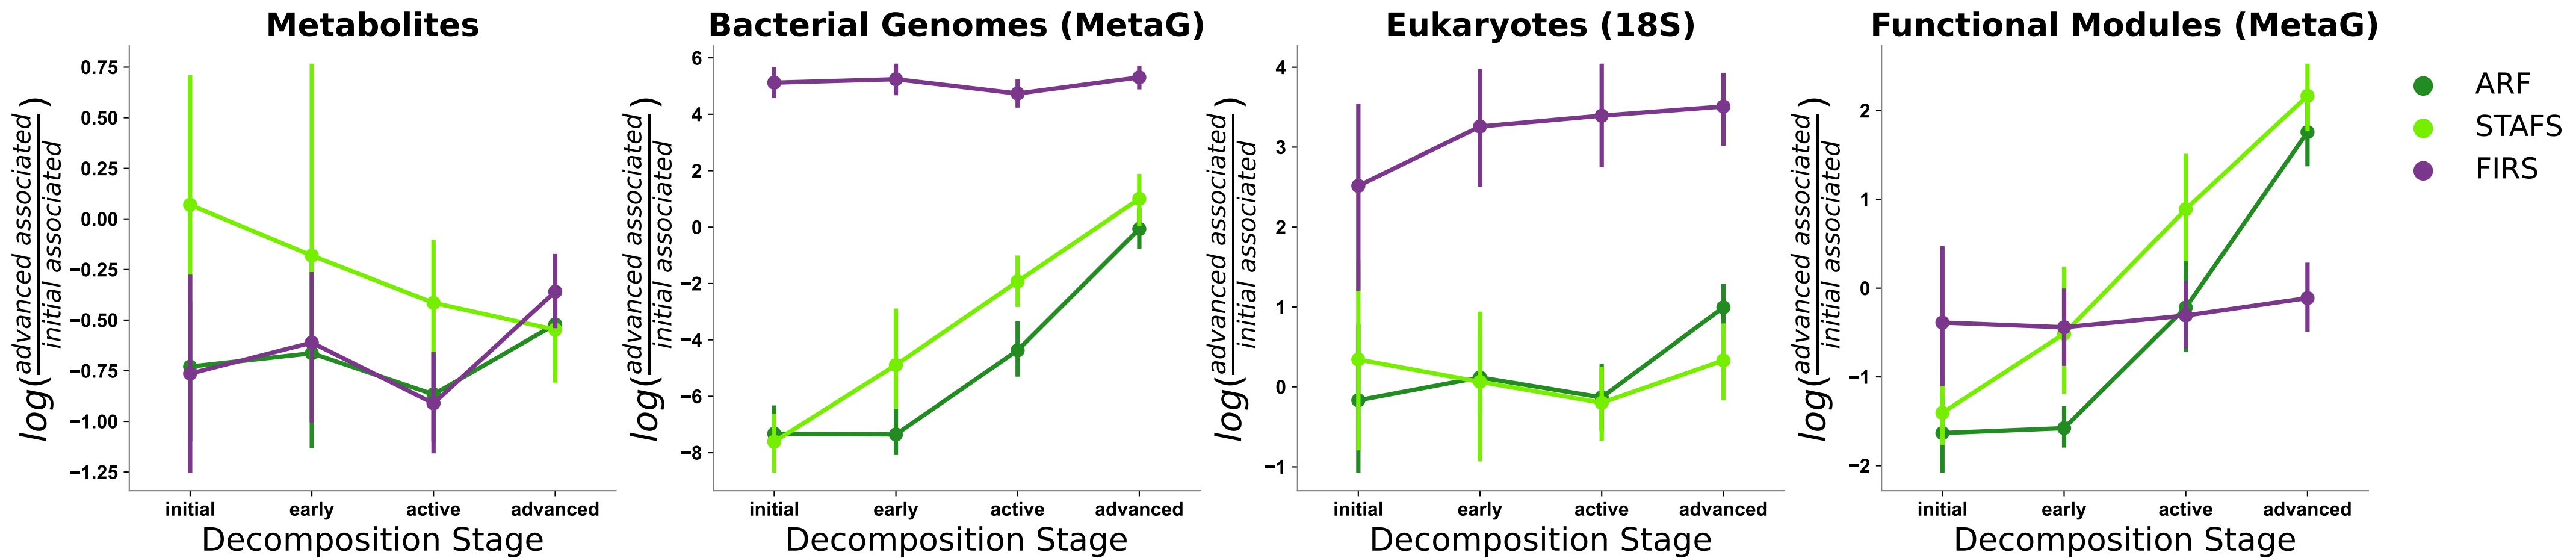 Metabolites
0.75
0.50
0.25
0.00
−0.25
−0.50
−0.75
−1.00
−1.25
log(advanced associated / initial associated)
initial early active advanced
Decomposition Stage
Bacterial Genomes (MetaG)
6
4
2
0
−2
−4
−6
−8
log(advanced associated / initial associated)
initial early active advanced
Decomposition Stage
Eukaryotes (18S)
4
3
2
1
0
−1
log(advanced associated / initial associated)
initial early active advanced
Decomposition Stage
Functional Modules (MetaG)
2
1
0
−1
−2
log(advanced associated / initial associated)
initial early active advanced
Decomposition Stage
ARF
STAFS
FIRS